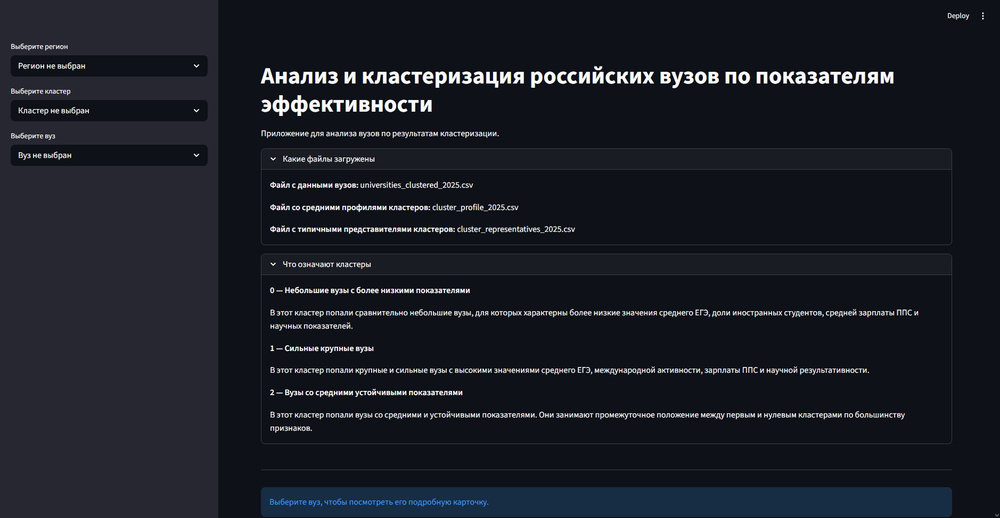 Deploy
Выберите регион
Регион не выбран
Выберите кластер
Кластер не выбран
Выберите вуз
Вуз не выбран
Анализ и кластеризация российских вузов по показателям
эффективности
Приложение для анализа вузов по результатам кластеризации.
Какие файлы загружены
Файл с данными вузов: universities_clustered_2025.csv
Файл со средними профилями кластеров: cluster_profile_2025.csv
Файл с типичными представителями кластеров: cluster_representatives_2025.csv
Что означают кластеры
0 — Небольшие вузы с более низкими показателями
В этот кластер попали сравнительно небольшие вузы, для которых характерны более низкие значения среднего ЕГЭ, доли иностранных студентов, средней зарплаты ППС и
научных показателей.
1 — Сильные крупные вузы
В этот кластер попали крупные и сильные вузы с высокими значениями среднего ЕГЭ, международной активности, зарплаты ППС и научной результативности.
2 — Вузы со средними устойчивыми показателями
В этот кластер попали вузы со средними и устойчивыми показателями. Они занимают промежуточное положение между первым и нулевым кластерами по большинству
признаков.
Выберите вуз, чтобы посмотреть его подробную карточку.